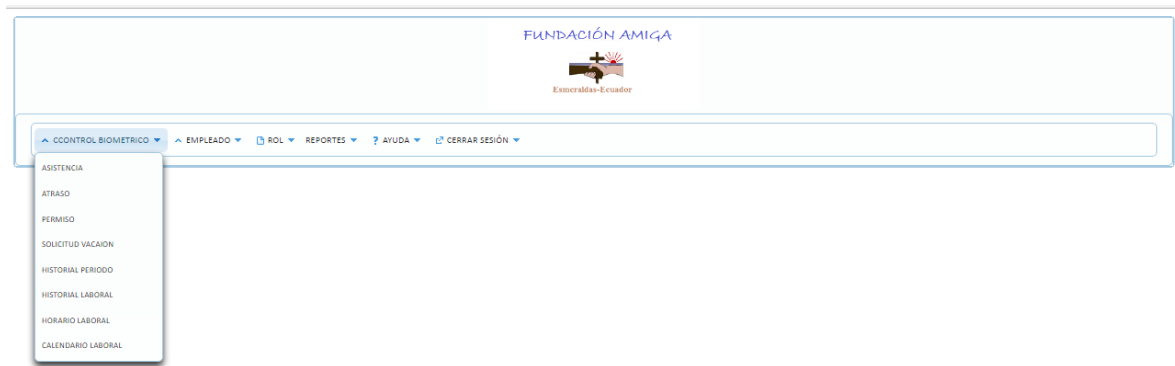 FUNDACIÓN AMIGA
Esmeraldas-Ecuador
CCONTROL BIOMETRICO EMPLEADO ROL REPORTES ? AYUDA CERRAR SESIÓN
ASISTENCIA
ATRASO
PERMISO
SOLICITUD VACAION
HISTORIAL PERIODO
HISTORIAL LABORAL
HORARIO LABORAL
CALENDARIO LABORAL